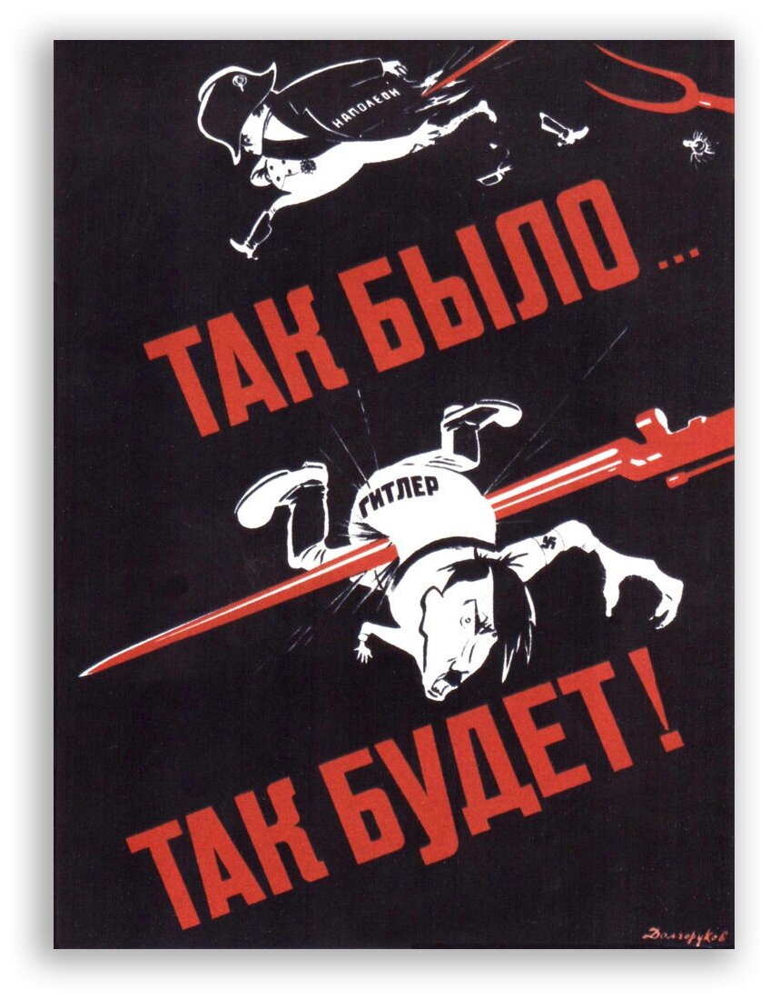 НАПОЛЕОН
ТАК БЫЛО...
ГИТЛЕР
ТАК БУДЕТ!
Долгоруков